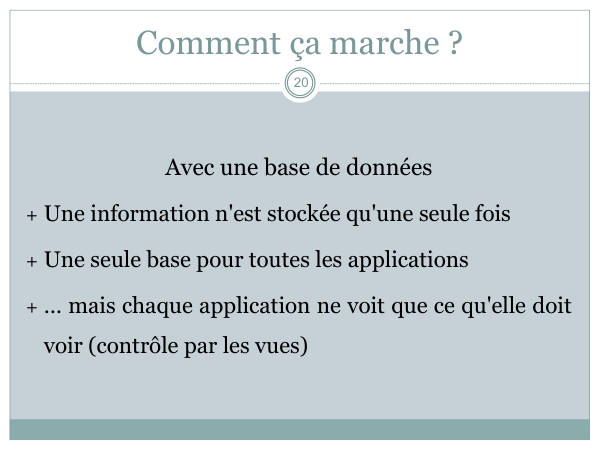 Comment ça marche ?
20
Avec une base de données
+ Une information n'est stockée qu'une seule fois
+ Une seule base pour toutes les applications
+ ... mais chaque application ne voit que ce qu'elle doit
voir (contrôle par les vues)